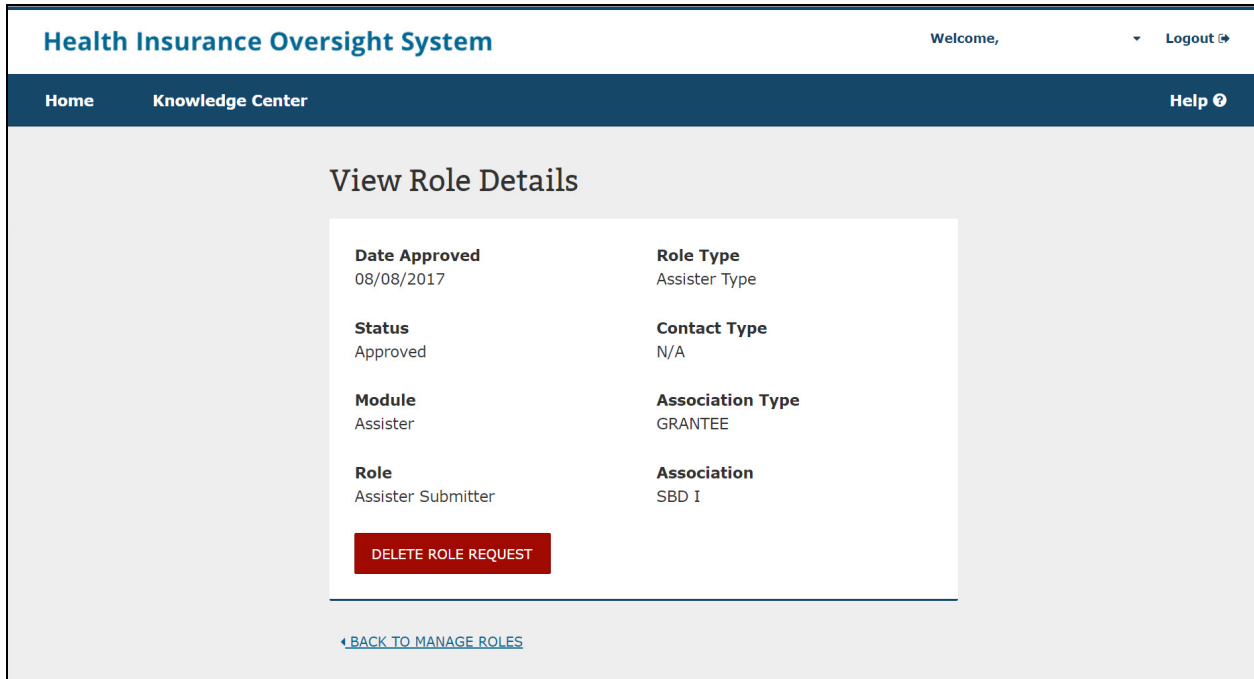 Health Insurance Oversight System
Welcome,
Logout
Home
Knowledge Center
Help
View Role Details
Date Approved
08/08/2017
Role Type
Assister Type
Status
Approved
Contact Type
N/A
Module
Assister
Association Type
GRANTEE
Role
Assister Submitter
Association
SBD I
DELETE ROLE REQUEST
BACK TO MANAGE ROLES